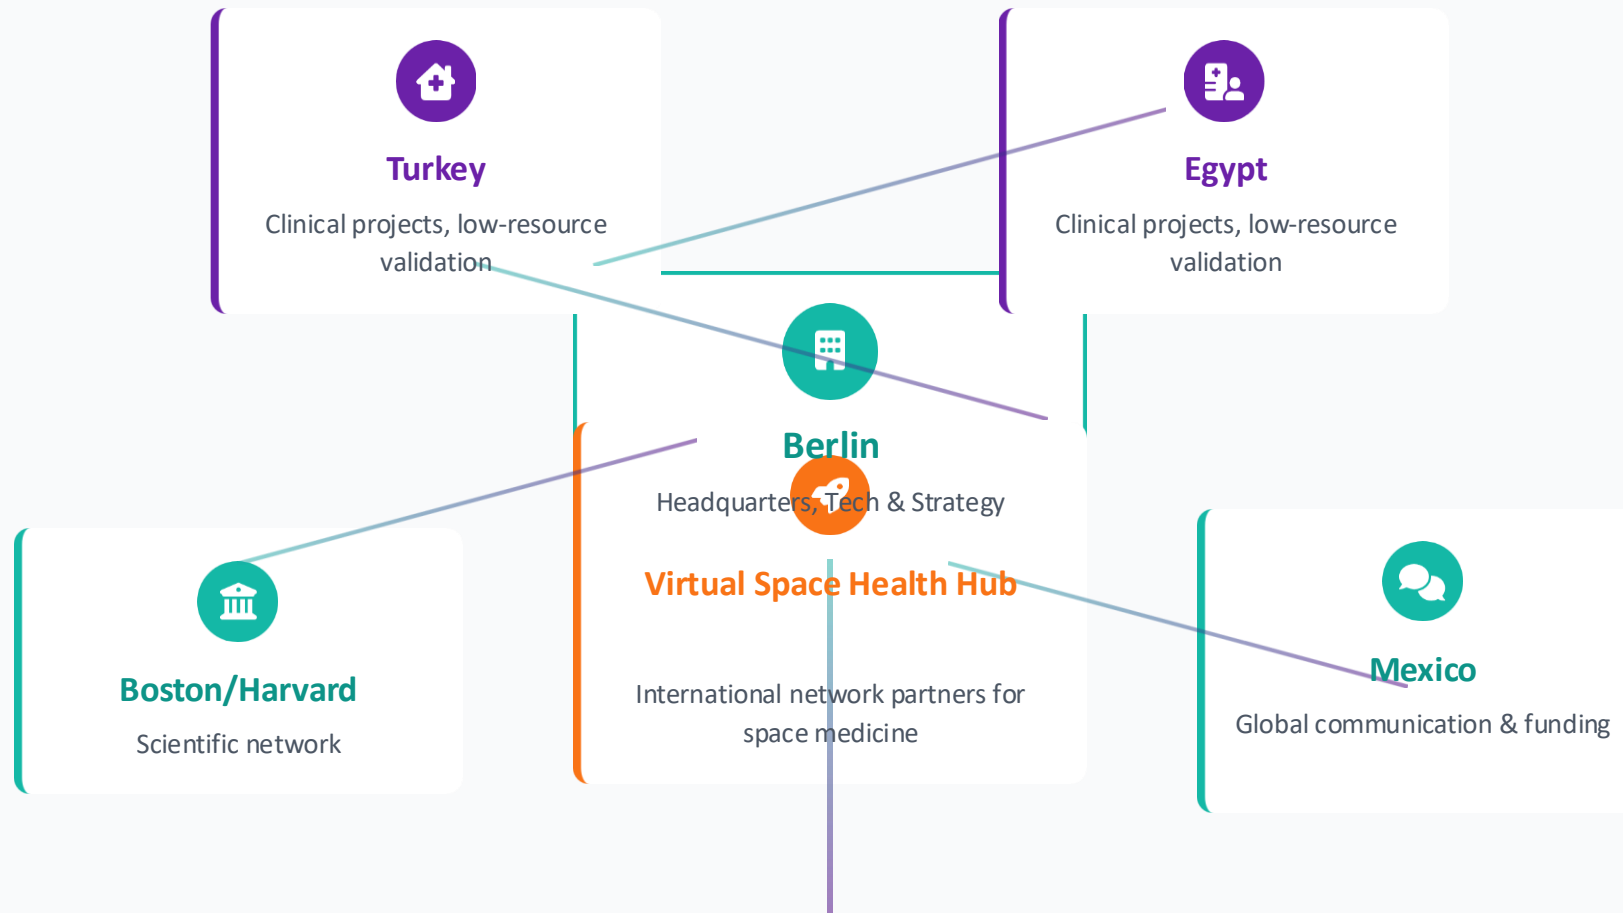 Turkey
Clinical projects, low-resource
validation
Egypt
Clinical projects, low-resource
validation
Berlin
Headquarters, Tech & Strategy
Virtual Space Health Hub
International network partners for
space medicine
Boston/Harvard
Scientific network
Mexico
Global communication & funding